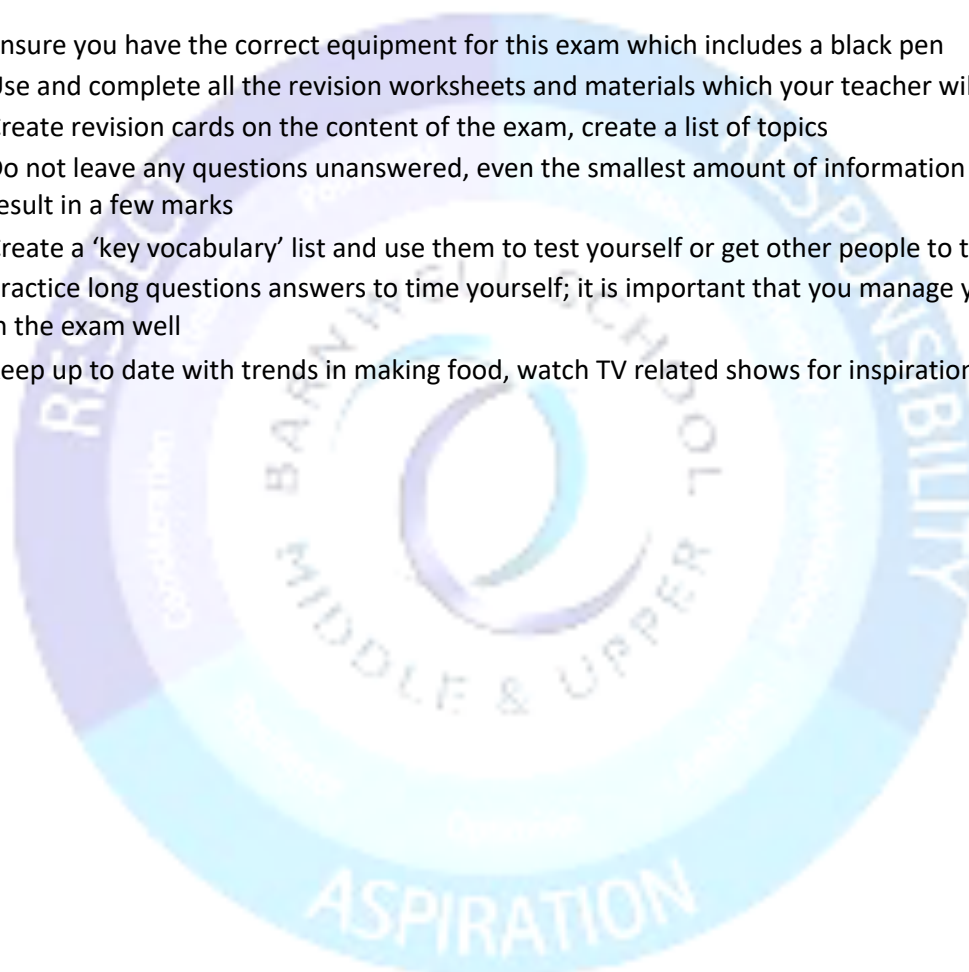 nsure you have the correct equipment for this exam which includes a black pen
Use and complete all the revision worksheets and materials which your teacher wil
reate revision cards on the content of the exam, create a list of topics
Do not leave any questions unanswered, even the smallest amount of information
esult in a few marks
reate a ‘key vocabulary’ list and use them to test yourself or get other people to t
ractice long questions answers to time yourself; it is important that you manage y
n the exam well
eep up to date with trends in making food, watch TV related shows for inspiration
RESPECT
RESPONSIBILITY
BARNWELL SCHOOL
MIDDLE & UPPER
ASPIRATION